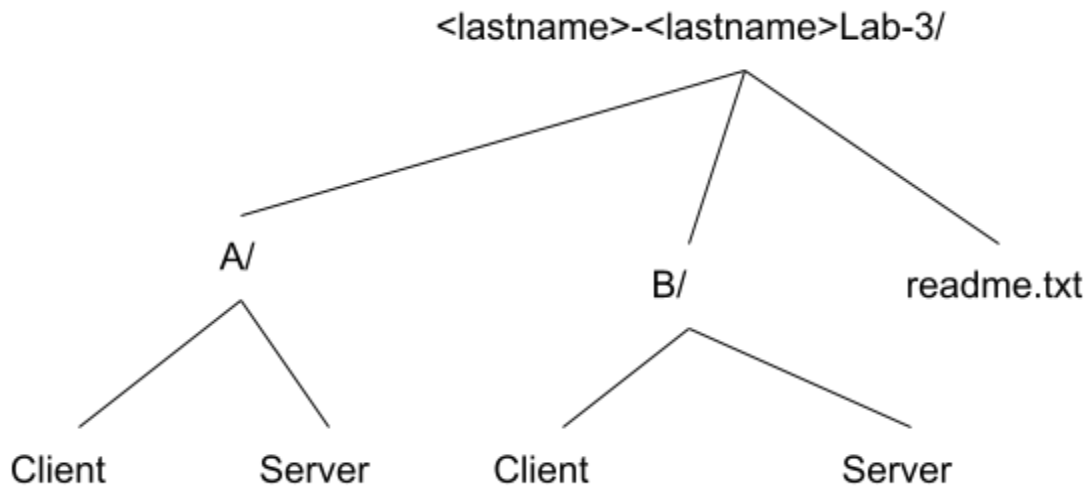 <lastname>-<lastname>Lab-3/
A/
B/
readme.txt
Client
Server
Client
Server